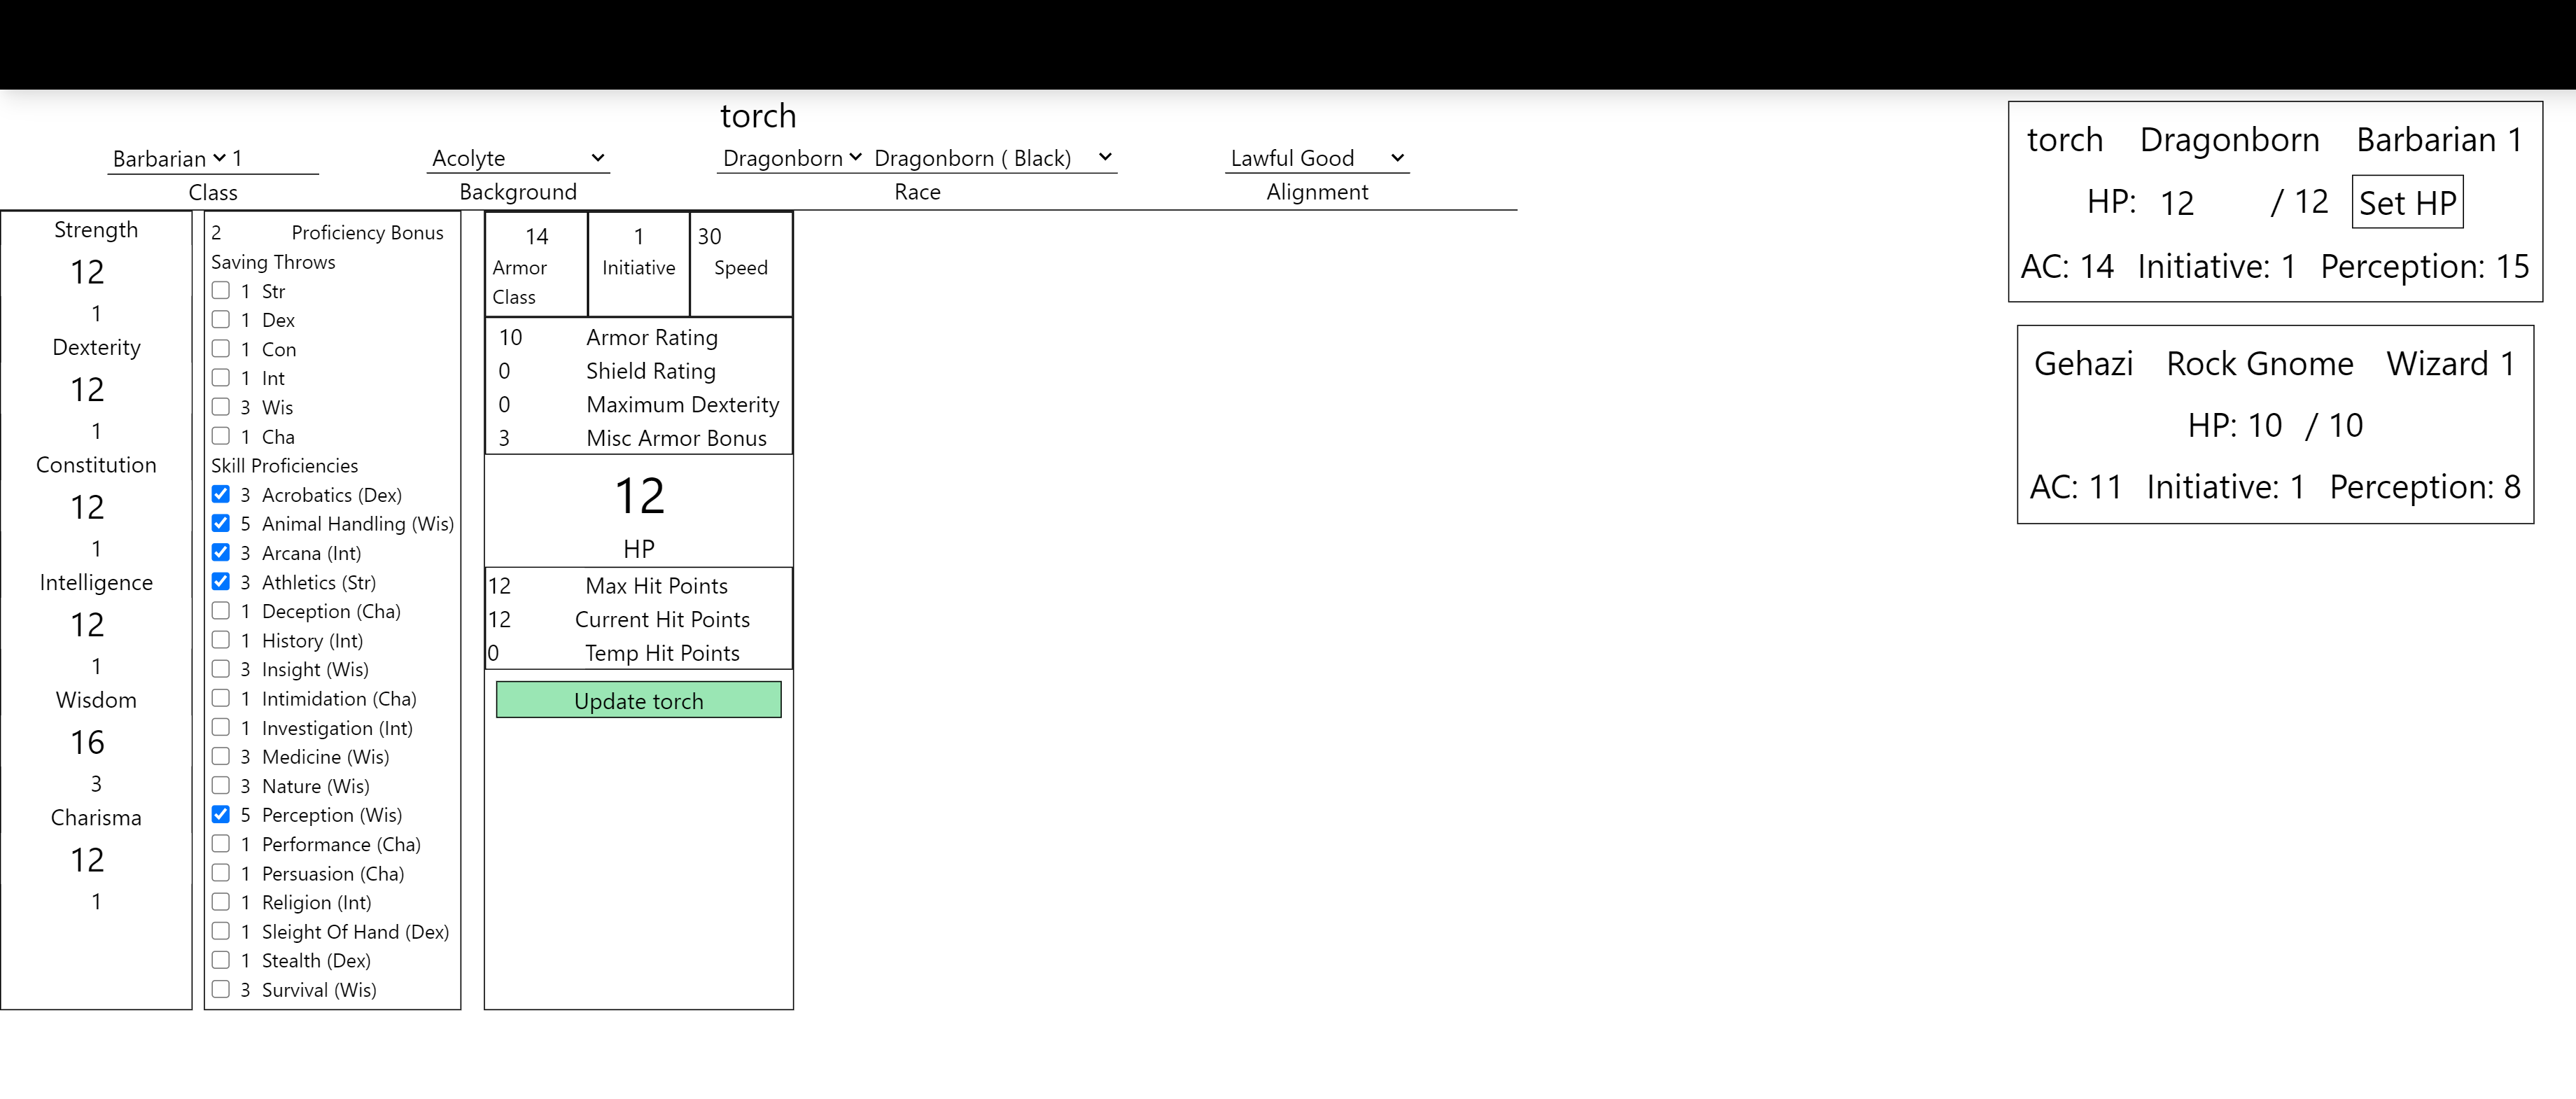 torch
Barbarian 1 Acolyte Dragonborn Dragonborn ( Black) Lawful Good
Class Background Race Alignment
Strength
12
1
Dexterity
12
1
Constitution
12
1
Intelligence
12
1
Wisdom
16
3
Charisma
12
1
2 Proficiency Bonus
Saving Throws
1 Str
1 Dex
1 Con
1 Int
3 Wis
1 Cha
Skill Proficiencies
3 Acrobatics (Dex)
5 Animal Handling (Wis)
3 Arcana (Int)
3 Athletics (Str)
1 Deception (Cha)
1 History (Int)
3 Insight (Wis)
1 Intimidation (Cha)
1 Investigation (Int)
3 Medicine (Wis)
3 Nature (Wis)
5 Perception (Wis)
1 Performance (Cha)
1 Persuasion (Cha)
1 Religion (Int)
1 Sleight Of Hand (Dex)
1 Stealth (Dex)
3 Survival (Wis)
14
Armor
Class
1
Initiative
30
Speed
10 Armor Rating
0 Shield Rating
0 Maximum Dexterity
3 Misc Armor Bonus
12
HP
12 Max Hit Points
12 Current Hit Points
0 Temp Hit Points
Update torch
torch Dragonborn Barbarian 1
HP: 12 / 12 Set HP
AC: 14 Initiative: 1 Perception: 15
Gehazi Rock Gnome Wizard 1
HP: 10 / 10
AC: 11 Initiative: 1 Perception: 8